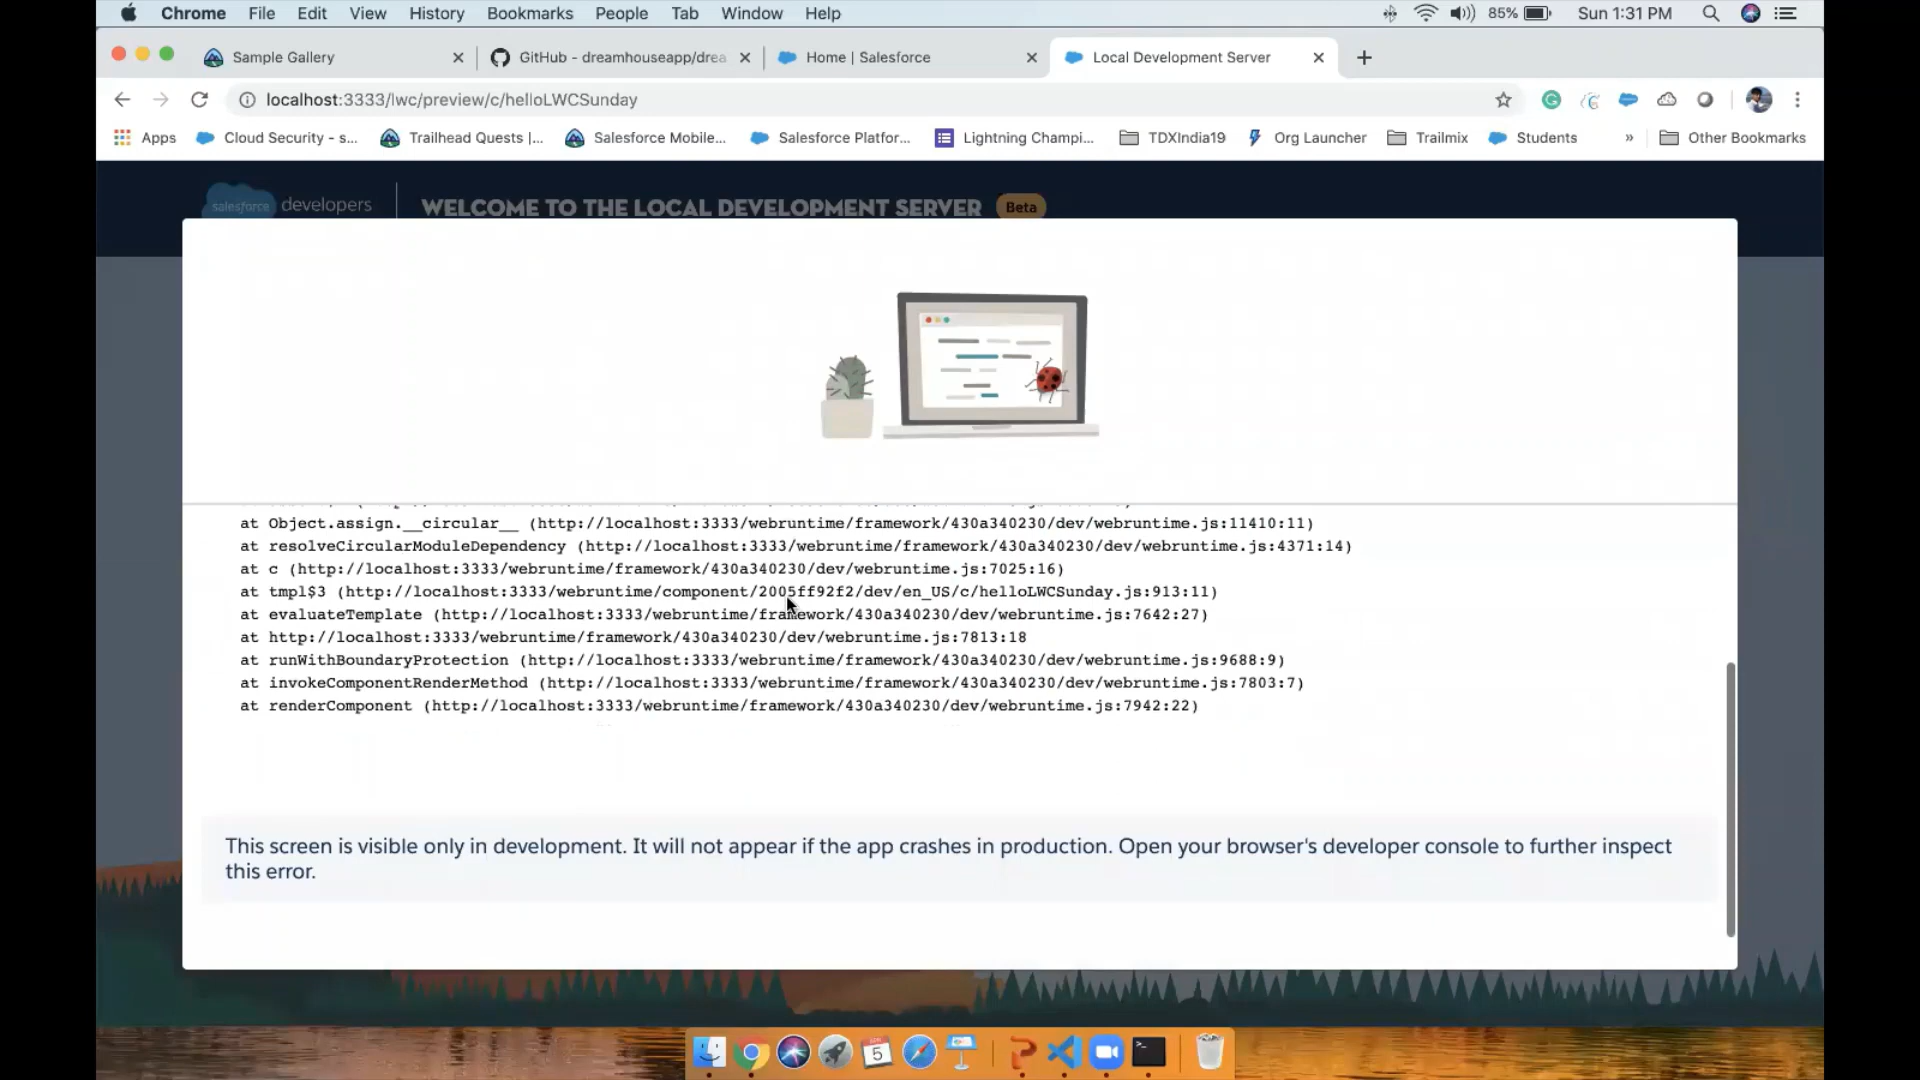 Chrome File Edit View History Bookmarks People Tab Window Help 85% Sun 1:31 PM
Sample Gallery GitHub - dreamhouseapp/drea Home | Salesforce Local Development Server
localhost:3333/lwc/preview/c/helloLWCSunday
Apps Cloud Security - s... Trailhead Quests |... Salesforce Mobile... Salesforce Platfor... Lightning Champi... TDXIndia19 Org Launcher Trailmix Students » Other Bookmarks
salesforce developers WELCOME TO THE LOCAL DEVELOPMENT SERVER Beta
at Object.assign.__circular__ (http://localhost:3333/webruntime/framework/430a340230/dev/webruntime.js:11410:11)
at resolveCircularModuleDependency (http://localhost:3333/webruntime/framework/430a340230/dev/webruntime.js:4371:14)
at c (http://localhost:3333/webruntime/framework/430a340230/dev/webruntime.js:7025:16)
at tmpl$3 (http://localhost:3333/webruntime/component/2005ff92f2/dev/en_US/c/helloLWCSunday.js:913:11)
at evaluateTemplate (http://localhost:3333/webruntime/framework/430a340230/dev/webruntime.js:7642:27)
at http://localhost:3333/webruntime/framework/430a340230/dev/webruntime.js:7813:18
at runWithBoundaryProtection (http://localhost:3333/webruntime/framework/430a340230/dev/webruntime.js:9688:9)
at invokeComponentRenderMethod (http://localhost:3333/webruntime/framework/430a340230/dev/webruntime.js:7803:7)
at renderComponent (http://localhost:3333/webruntime/framework/430a340230/dev/webruntime.js:7942:22)
This screen is visible only in development. It will not appear if the app crashes in production. Open your browser's developer console to further inspect
this error.
5